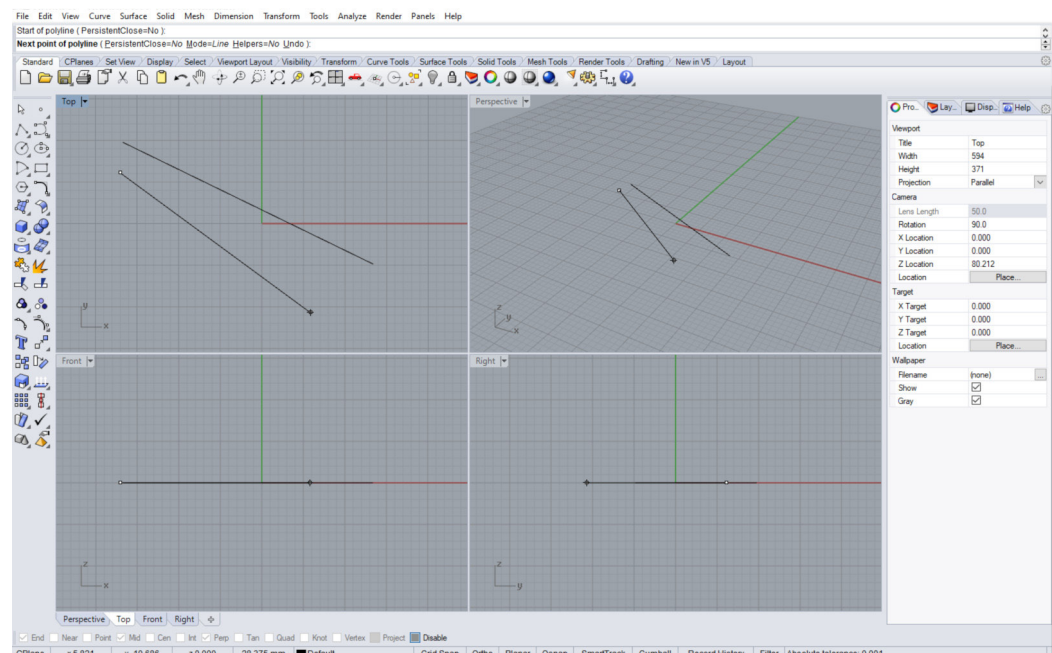 File Edit View Curve Surface Solid Mesh Dimension Transform Tools Analyze Render Panels Help
Start of polyline ( PersistentClose=No ):
Next point of polyline ( PersistentClose=No Mode=Line Helpers=No Undo ):
Standard CPlanes Set View Display Select Viewport Layout Visibility Transform Curve Tools Surface Tools Solid Tools Mesh Tools Render Tools Drafting New in V5 Layout
Top
Perspective
Pro.. Lay.. Disp.. Help
Viewport
Title Top
Width 594
Height 371
Projection Parallel
Camera
Lens Length 50.0
Rotation 90.0
X Location 0.000
Y Location 0.000
Z Location 80.212
Location Place...
Target
X Target 0.000
Y Target 0.000
Z Target 0.000
Location Place...
Wallpaper
Filename (none) ...
Show
Gray
y
x
z
y
x
Front
Right
z
x
z
y
Perspective Top Front Right
End Near Point Mid Cen Int Perp Tan Quad Knot Vertex Project Disable
CPlane Default Grid Snap Ortho Planar Osnap SmartTrack Gumball Record History Filter Absolute tolerance: 0.001